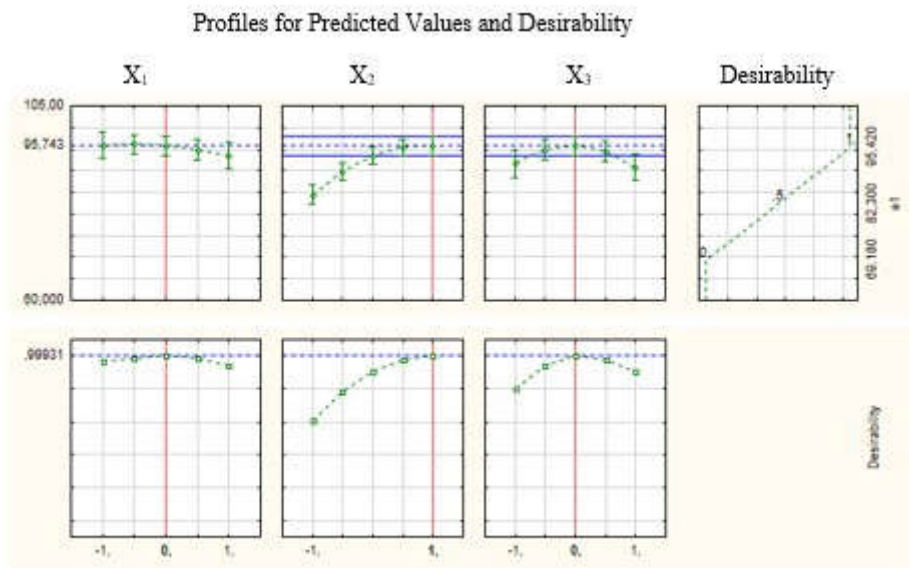 Profiles for Predicted Values and Desirability
X₁ X₂ X₃ Desirability
105.00
95.743
60.000
0. .5 1.
69.180 82.300 95.420
.99931
Desirability
-1. 0. 1. 1. -1. 0. 1.